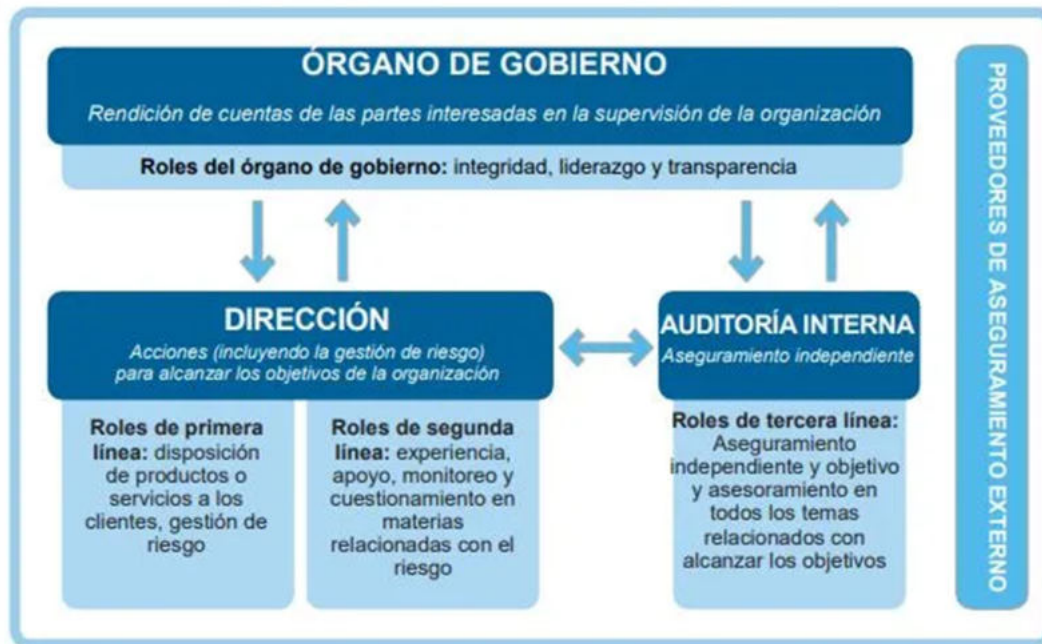 ÓRGANO DE GOBIERNO
Rendición de cuentas de las partes interesadas en la supervisión de la organización
Roles del órgano de gobierno: integridad, liderazgo y transparencia
DIRECCIÓN
Acciones (incluyendo la gestión de riesgo)
para alcanzar los objetivos de la organización
Roles de primera
línea: disposición
de productos o
servicios a los
clientes, gestión de
riesgo
Roles de segunda
línea: experiencia,
apoyo, monitoreo y
cuestionamiento en
materias
relacionadas con el
riesgo
AUDITORÍA INTERNA
Aseguramiento independiente
Roles de tercera línea:
Aseguramiento
independiente y objetivo
y asesoramiento en
todos los temas
relacionados con
alcanzar los objetivos
PROVEEDORES DE ASEGURAMIENTO EXTERNO